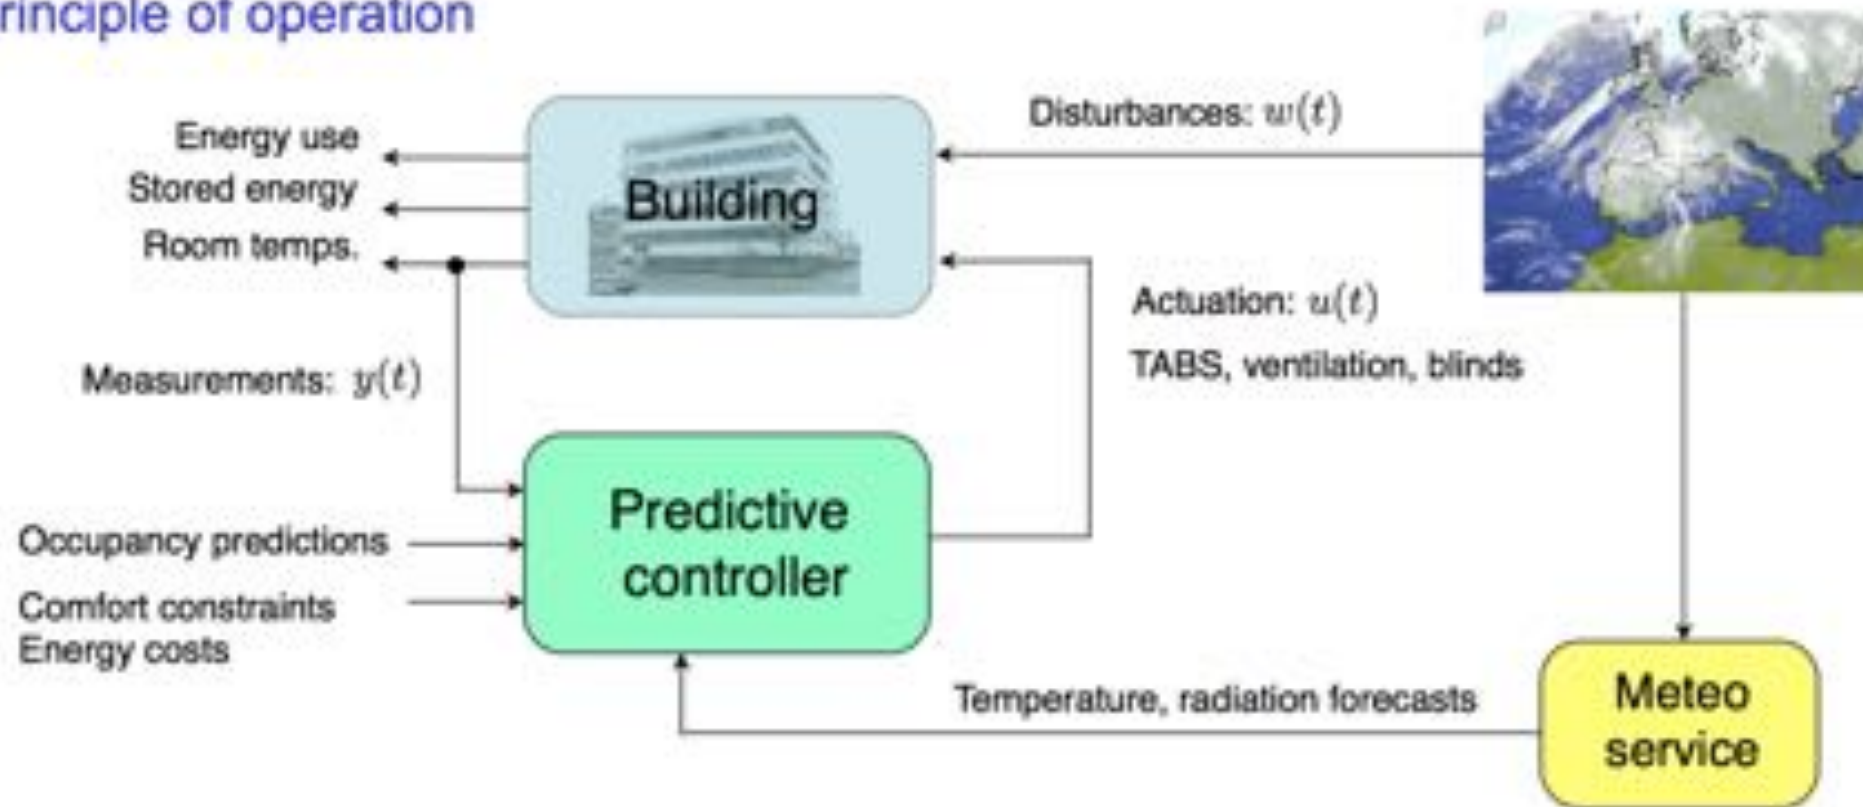 rinciple of operation
Energy use
Stored energy
Room temps.
Building
Disturbances: w(t)
Actuation: u(t)
TABS, ventilation, blinds
Measurements: y(t)
Occupancy predictions
Comfort constraints
Energy costs
Predictive
controller
Temperature, radiation forecasts
Meteo
service